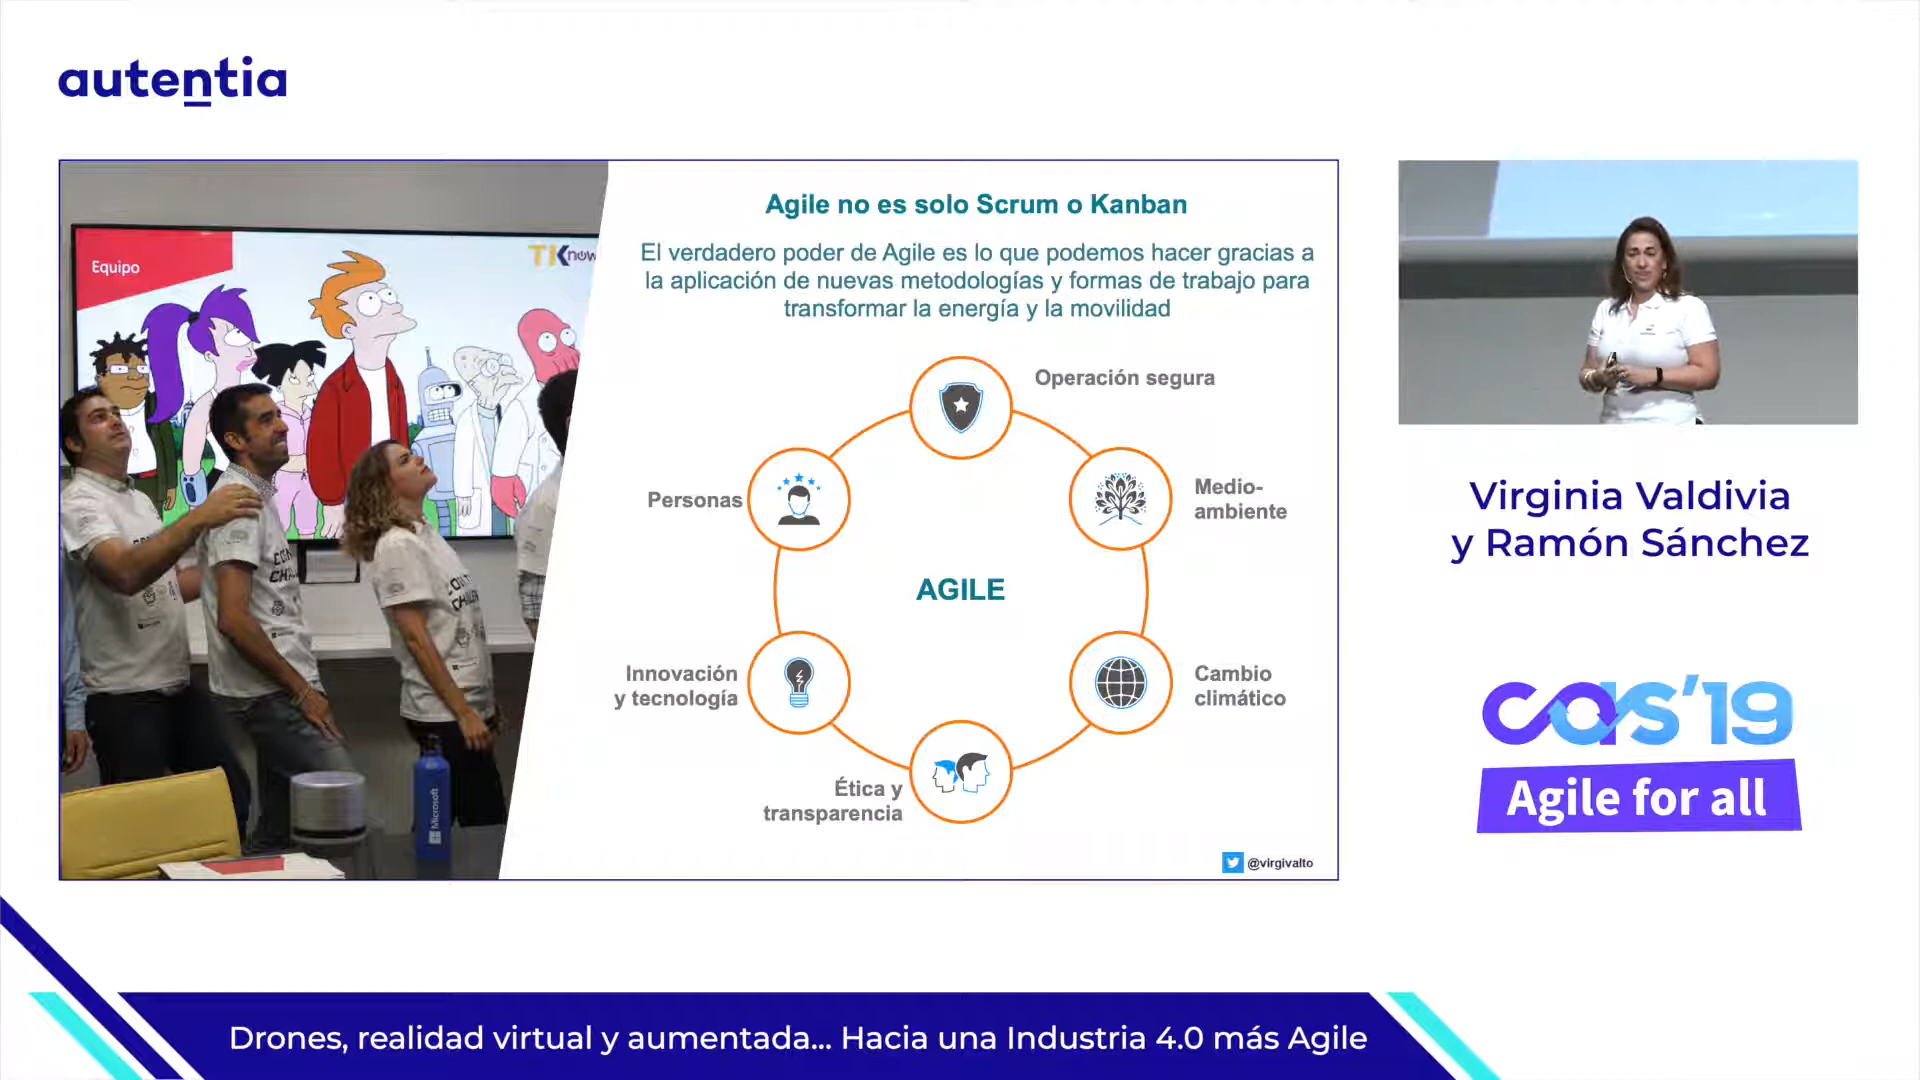 autentia
Equipo
TKnow
Agile no es solo Scrum o Kanban
El verdadero poder de Agile es lo que podemos hacer gracias a
la aplicación de nuevas metodologías y formas de trabajo para
transformar la energía y la movilidad
Operación segura
Personas
Medio-
ambiente
AGILE
Innovación
y tecnología
Cambio
climático
Ética y
transparencia
Microsoft
@virgivalto
Virginia Valdivia
y Ramón Sánchez
cas'19
Agile for all
Drones, realidad virtual y aumentada... Hacia una Industria 4.0 más Agile